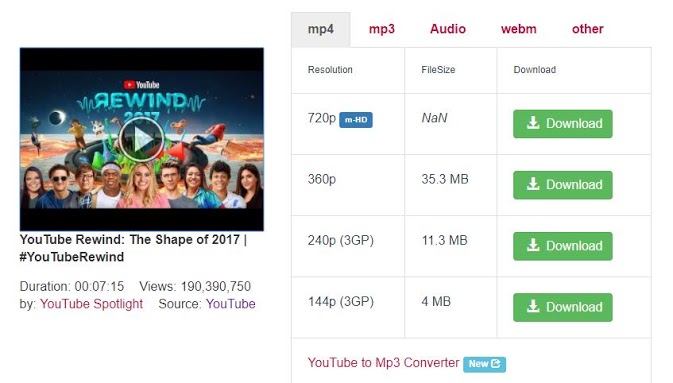 mp4 mp3 Audio webm other
Resolution FileSize Download
720p m-HD NaN Download
360p 35.3 MB Download
240p (3GP) 11.3 MB Download
144p (3GP) 4 MB Download
YouTube to Mp3 Converter New
YouTube
REWIND
2017
YouTube Rewind: The Shape of 2017 |
#YouTubeRewind
Duration: 00:07:15 Views: 190,390,750
by: YouTube Spotlight Source: YouTube